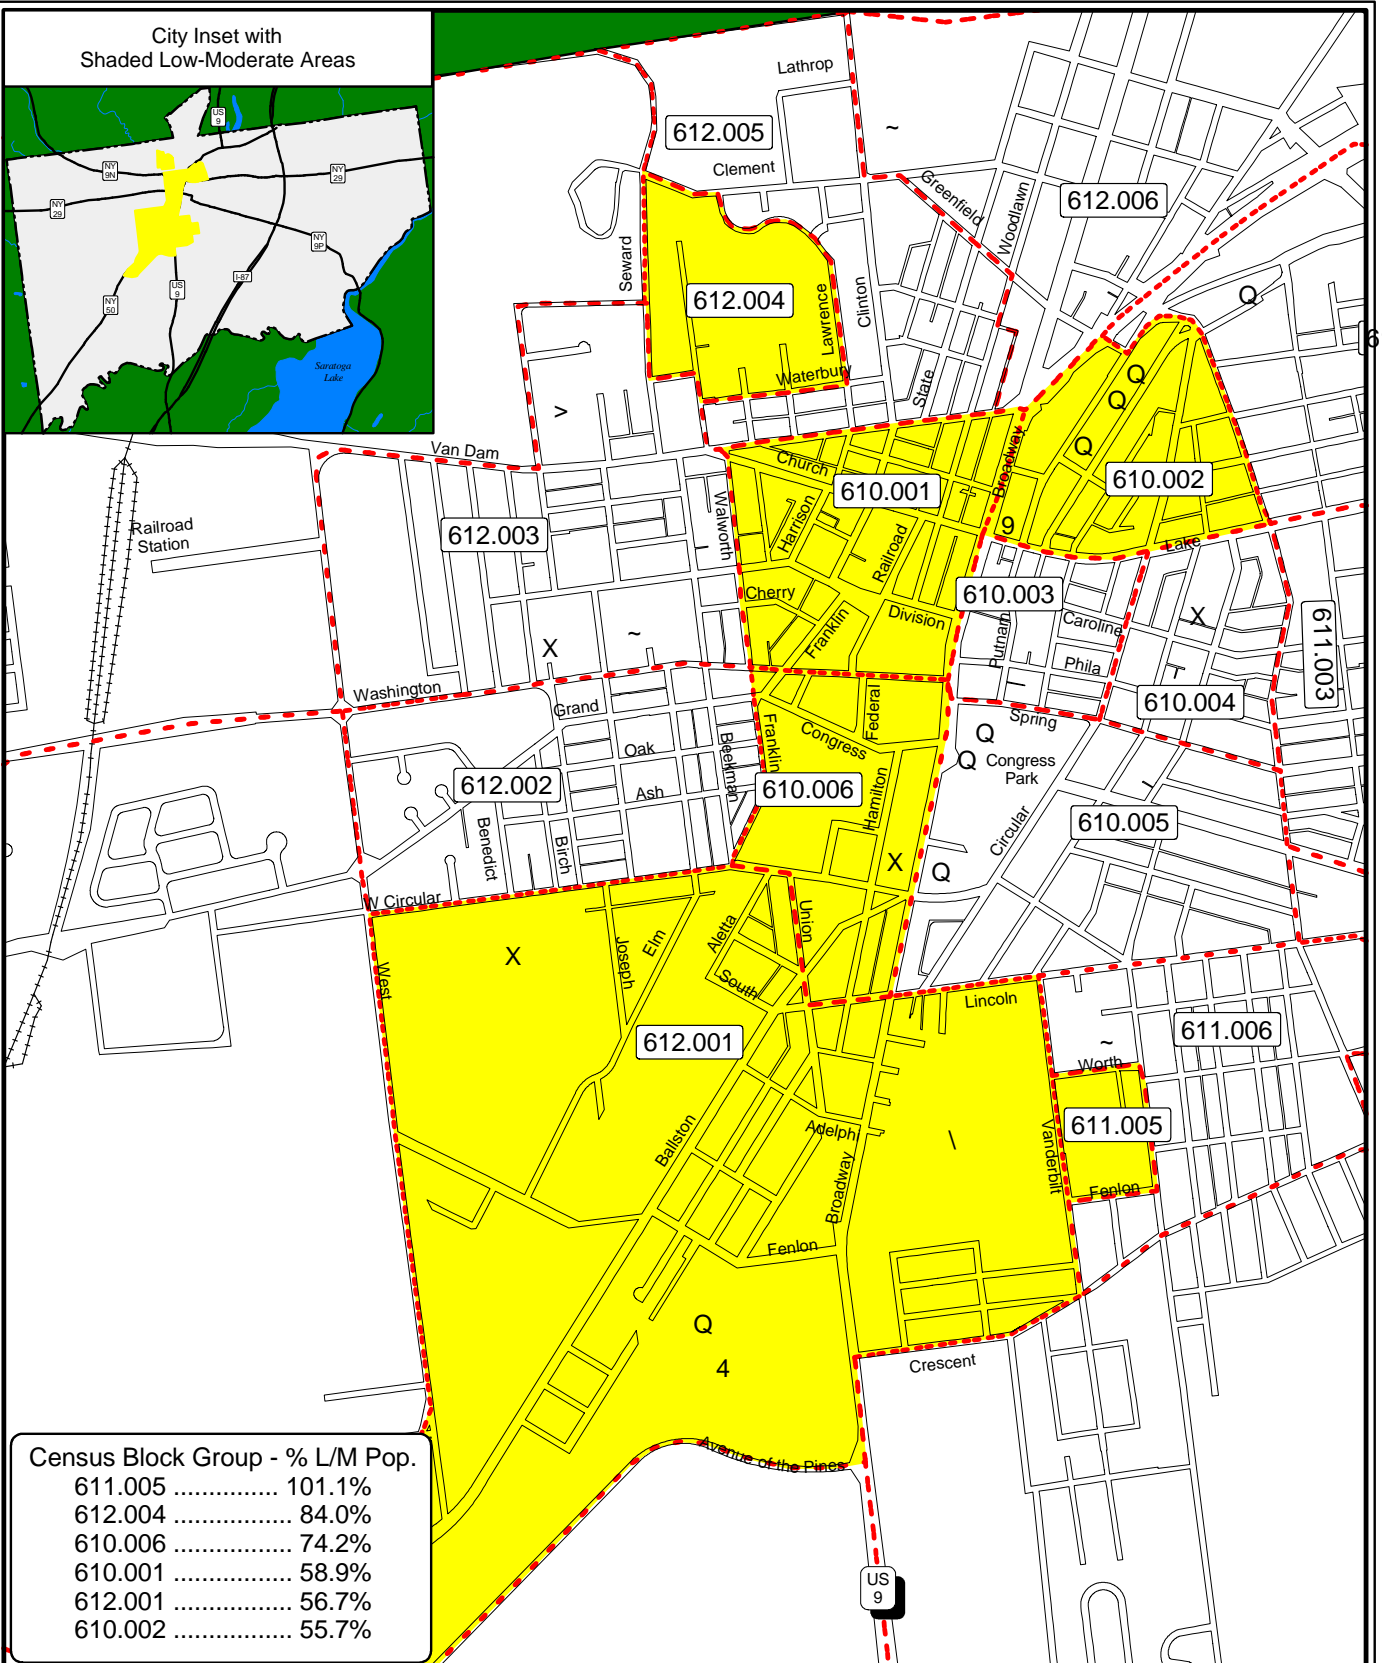 City Inset with
Shaded Low-Moderate Areas
US
9
NY
9N
NY
29
NY
29
NY
9P
I-87
US
9
NY
50
Saratoga
Lake
Lathrop
612.005
~
Clement
Greenfield
Woodlawn
612.006
Seward
612.004
Lawrence
Clinton
Q
6
Waterbury
State
Q
Q
>
Van Dam
Church
Broadway
Q
610.001
610.002
Railroad
Station
612.003
Walworth
Harrison
Railroad
9
Lake
Cherry
610.003
Franklin
Division
Putnam
Caroline
X
611.003
X
~
Phila
Washington
Grand
Federal
610.004
Spring
Oak
Beekman
Franklin
Congress
Q
Q
Congress
Park
612.002
Ash
610.006
Hamilton
Circular
610.005
Benedict
Birch
X
Q
W Circular
Union
X
Joseph
Elm
Aletta
West
South
Lincoln
612.001
611.006
~
Worth
Ballston
Adelphi
\
Vanderbilt
611.005
Broadway
Fenlon
Fenlon
Q
4
Crescent
Avenue of the Pines
US
9
Census Block Group - % L/M Pop.
611.005 ............... 101.1%
612.004 ................. 84.0%
610.006 ................. 74.2%
610.001 ................. 58.9%
612.001 ................. 56.7%
610.002 ................. 55.7%